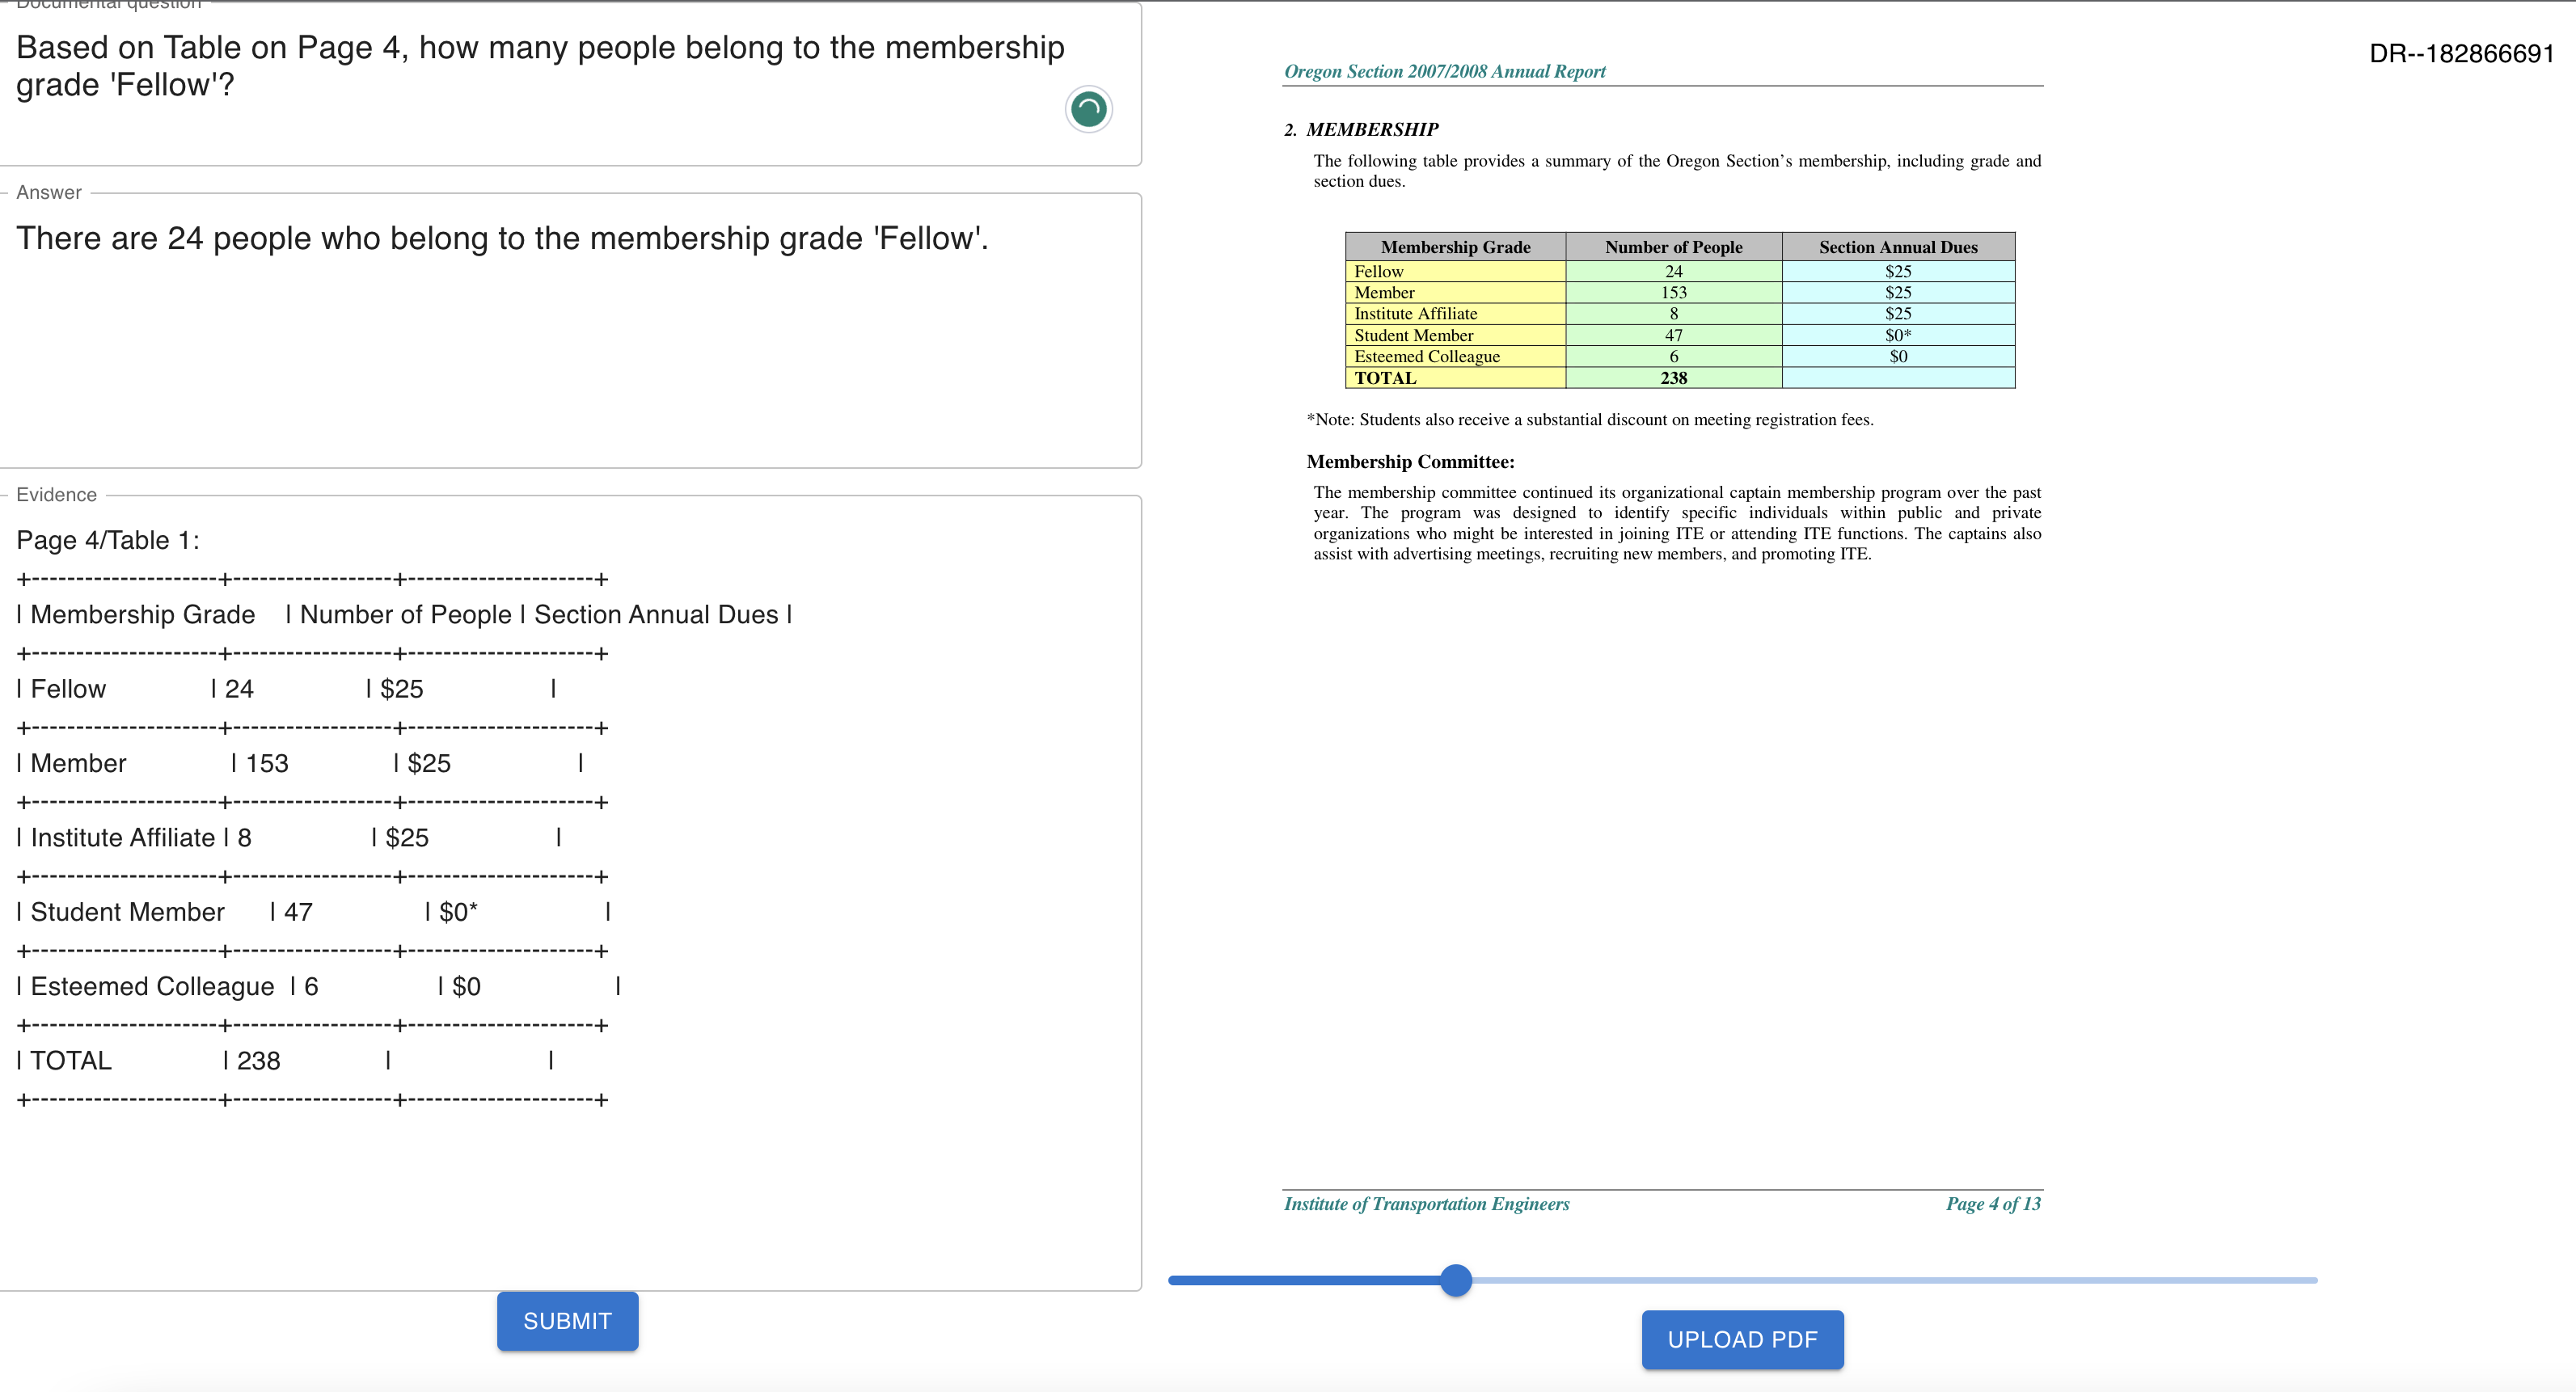 Documental question
Based on Table on Page 4, how many people belong to the membership
grade 'Fellow'?
Answer
There are 24 people who belong to the membership grade 'Fellow'.
Evidence
Page 4/Table 1:
+---------------------+------------------+---------------------+
| Membership Grade | Number of People | Section Annual Dues |
+---------------------+------------------+---------------------+
| Fellow | 24 | $25 |
+---------------------+------------------+---------------------+
| Member | 153 | $25 |
+---------------------+------------------+---------------------+
| Institute Affiliate | 8 | $25 |
+---------------------+------------------+---------------------+
| Student Member | 47 | $0* |
+---------------------+------------------+---------------------+
| Esteemed Colleague | 6 | $0 |
+---------------------+------------------+---------------------+
| TOTAL | 238 | | 
+---------------------+------------------+---------------------+
SUBMIT
DR--182866691
Oregon Section 2007/2008 Annual Report
2. MEMBERSHIP
The following table provides a summary of the Oregon Section's membership, including grade and
section dues.
Membership Grade Number of People Section Annual Dues
Fellow 24 $25
Member 153 $25
Institute Affiliate 8 $25
Student Member 47 $0*
Esteemed Colleague 6 $0
TOTAL 238
*Note: Students also receive a substantial discount on meeting registration fees.
Membership Committee:
The membership committee continued its organizational captain membership program over the past
year. The program was designed to identify specific individuals within public and private
organizations who might be interested in joining ITE or attending ITE functions. The captains also
assist with advertising meetings, recruiting new members, and promoting ITE.
Institute of Transportation Engineers Page 4 of 13
UPLOAD PDF